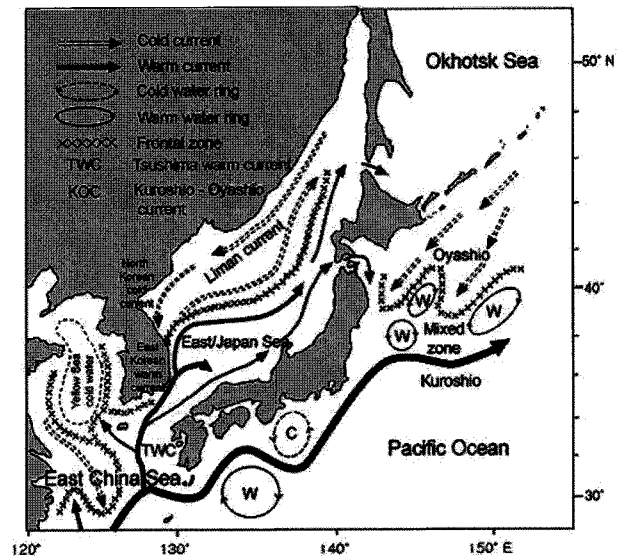 Cold current
Warm current
Cold water ring
Warm water ring
Frontal zone
TWC Tsushima warm current
KOC Kuroshio - Oyashio
current
Okhotsk Sea
50° N
Liman current
North
Korean
cold
current
Oyashio
40°
W
W
W
Mixed
zone
East/Japan Sea
East
Korean
warm
current
Yellow Sea
cold water
Kuroshio
TWC
C
Pacific Ocean
East China Sea
W
30°
120°
130°
140°
150° E